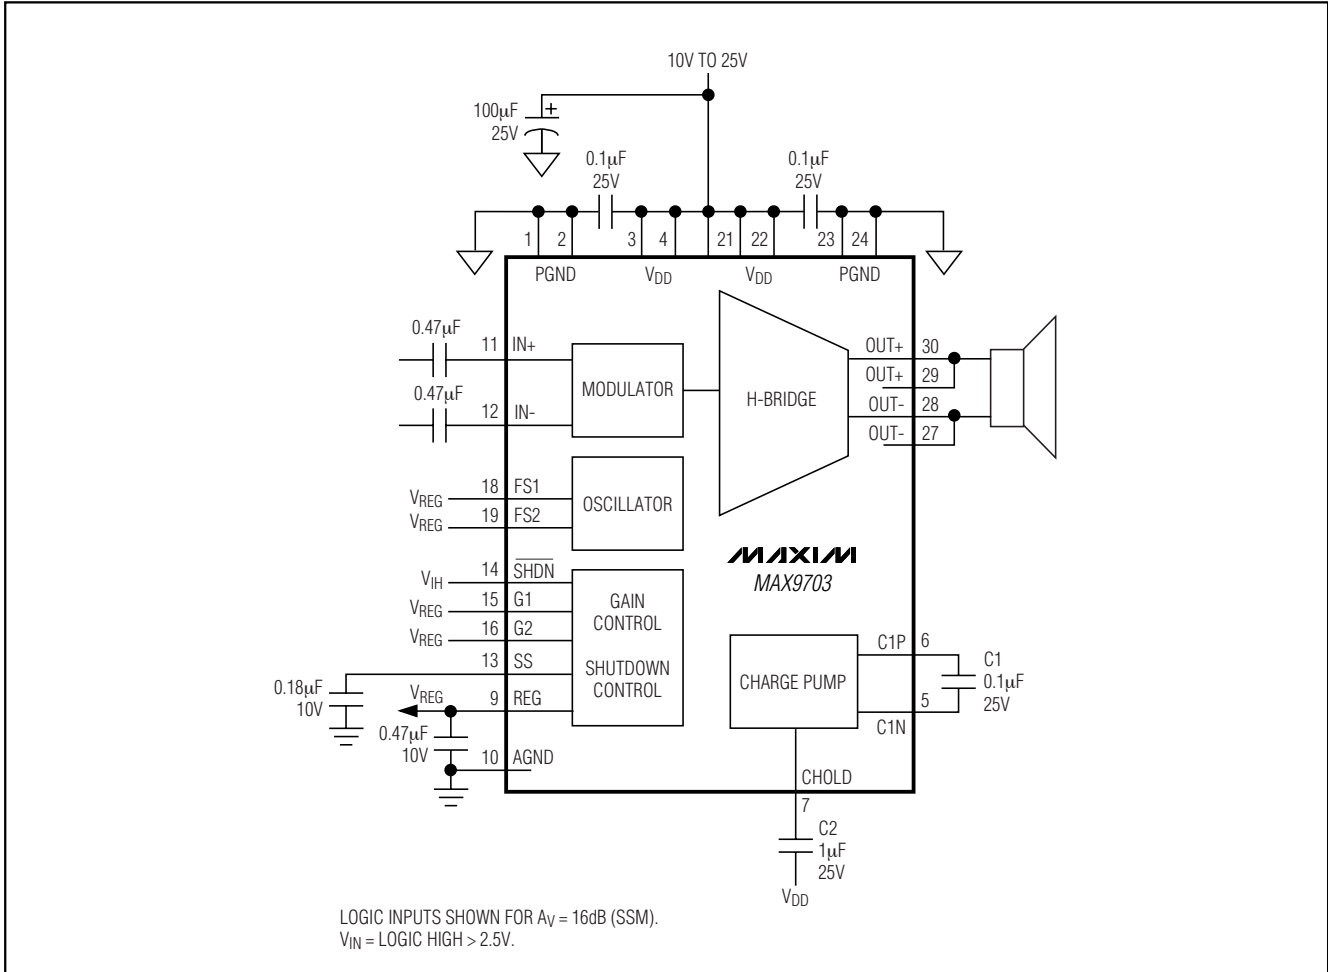 10V TO 25V
100μF
25V
+
0.1μF
25V
0.1μF
25V
1
2
3
4
21
22
23
24
PGND
VDD
VDD
PGND
0.47μF
11
IN+
0.47μF
12
IN-
MODULATOR
H-BRIDGE
OUT+
30
OUT+
29
OUT-
28
OUT-
27
VREG
18
FS1
VREG
19
FS2
OSCILLATOR
MAXIM
MAX9703
VIH
14
SHDN
VREG
15
G1
VREG
16
G2
13
SS
GAIN
CONTROL
SHUTDOWN
CONTROL
0.18μF
10V
VREG
9
REG
0.47μF
10V
10
AGND
CHARGE PUMP
C1P
6
C1
0.1μF
25V
5
C1N
CHOLD
7
C2
1μF
25V
VDD
LOGIC INPUTS SHOWN FOR AV = 16dB (SSM).
VIN = LOGIC HIGH > 2.5V.